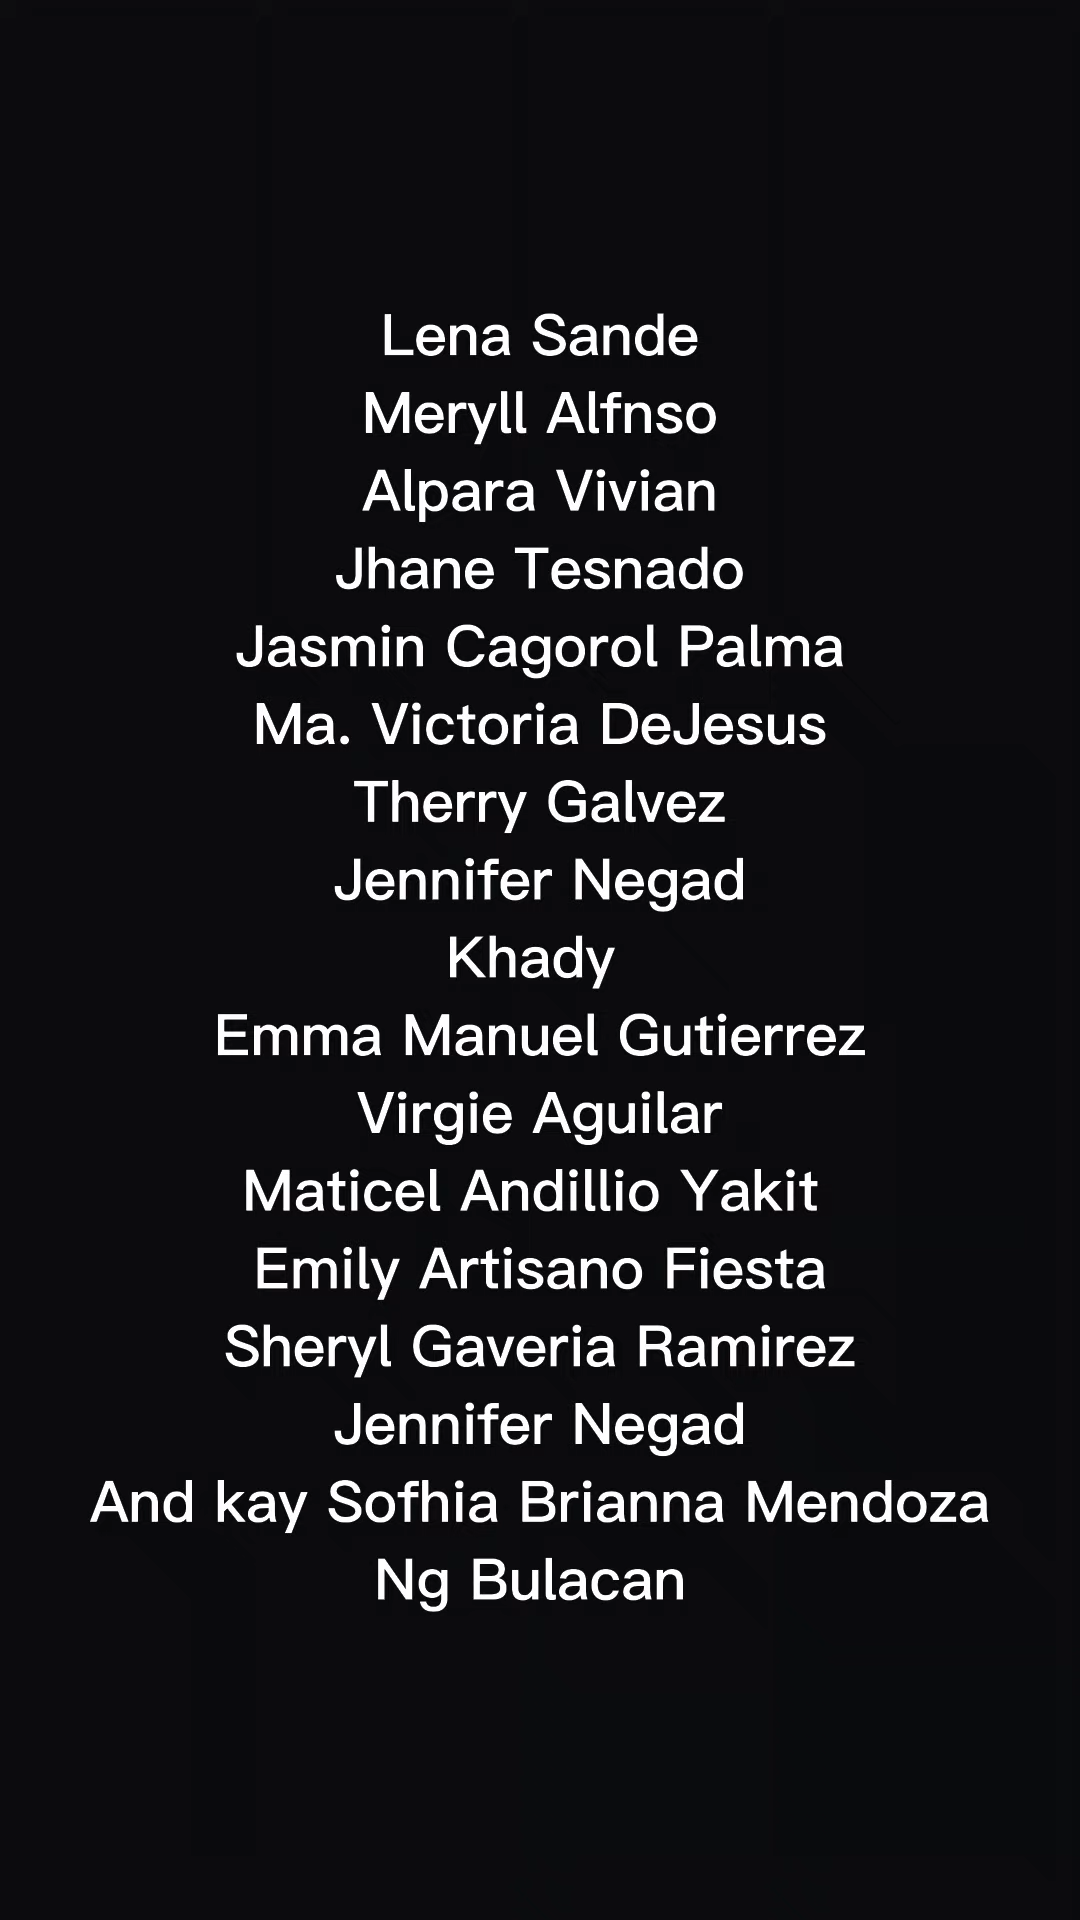 Lena Sande
Meryll Alfnso
Alpara Vivian
Jhane Tesnado
Jasmin Cagorol Palma
Ma. Victoria DeJesus
Therry Galvez
Jennifer Negad
Khady
Emma Manuel Gutierrez
Virgie Aguilar
Maticel Andillio Yakit
Emily Artisano Fiesta
Sheryl Gaveria Ramirez
Jennifer Negad
And kay Sofhia Brianna Mendoza
Ng Bulacan